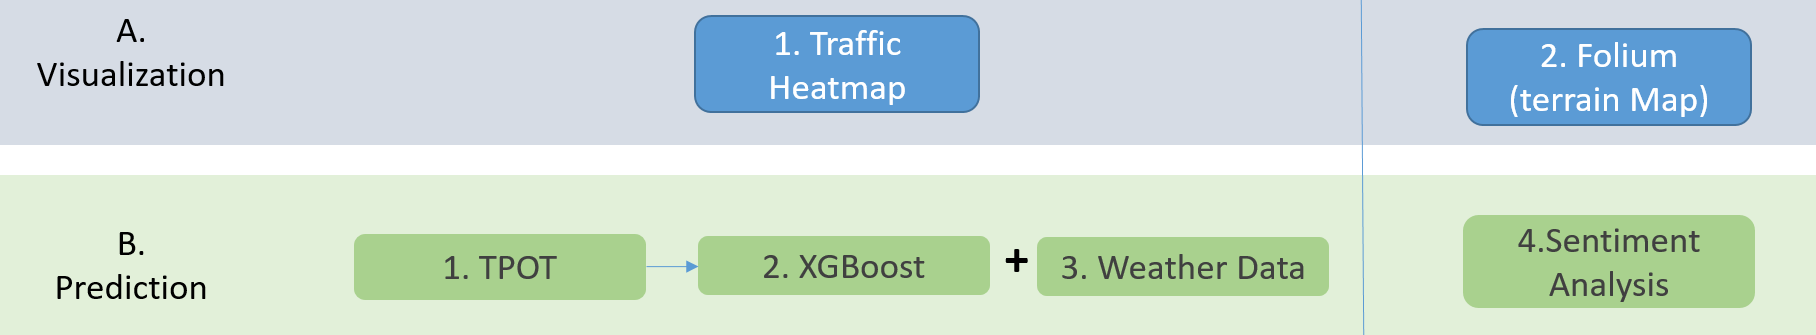 A.
Visualization
1. Traffic
Heatmap
2. Folium
(terrain Map)
B.
Prediction
1. TPOT
2. XGBoost
+
3. Weather Data
4.Sentiment
Analysis